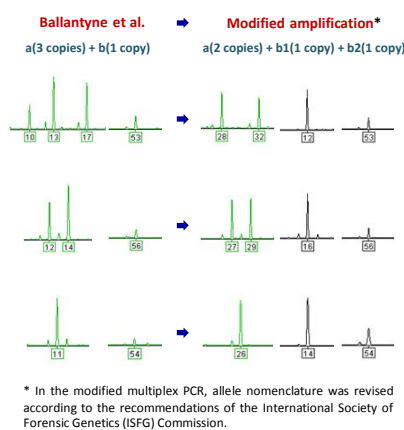 Ballantyne et al. ➡ Modified amplification*
a(3 copies) + b(1 copy) a(2 copies) + b1(1 copy) + b2(1 copy)
10 13 17 53 ➡ 28 32 12 53
12 14 56 ➡ 27 29 16 56
11 54 ➡ 26 14 54
* In the modified multiplex PCR, allele nomenclature was revised
according to the recommendations of the International Society of
Forensic Genetics (ISFG) Commission.